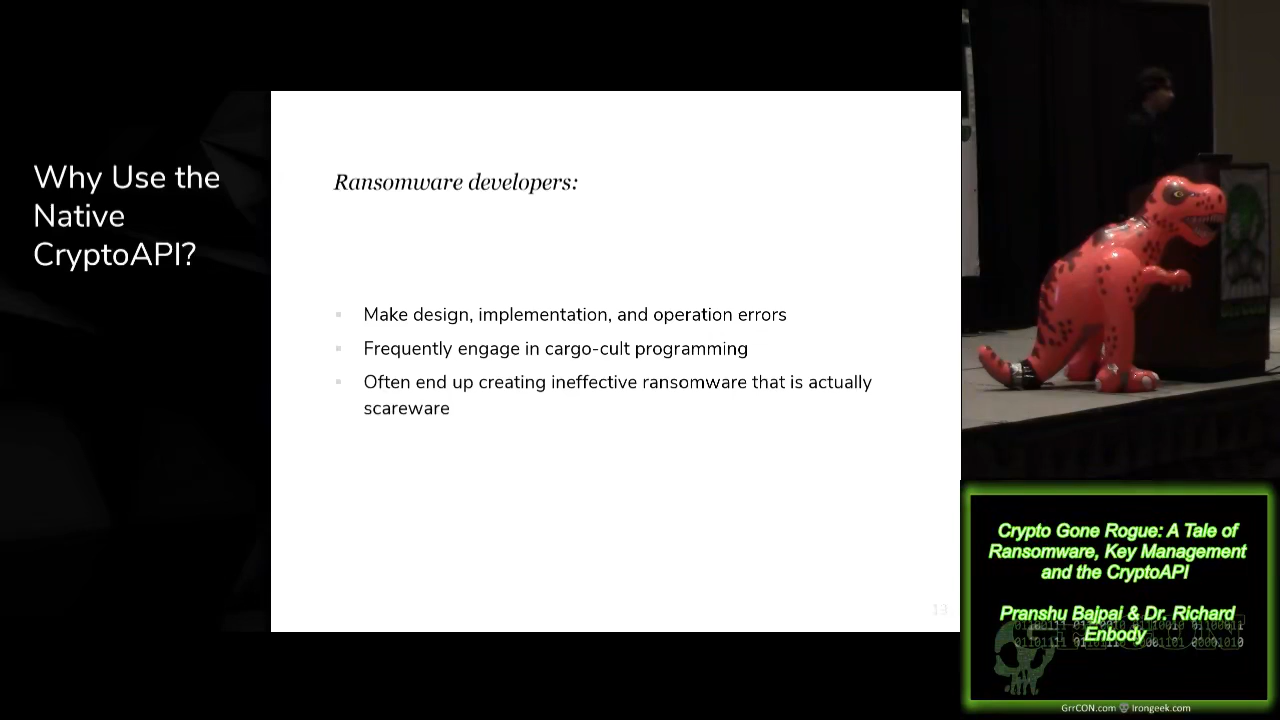 Why Use the
Native
CryptoAPI?
Ransomware developers:
Make design, implementation, and operation errors
Frequently engage in cargo-cult programming
Often end up creating ineffective ransomware that is actually
scareware
13
Crypto Gone Rogue: A Tale of
Ransomware, Key Management
and the CryptoAPI
Pranshu Bajpai & Dr. Richard
Enbody
GrrCON.com Irongeek.com